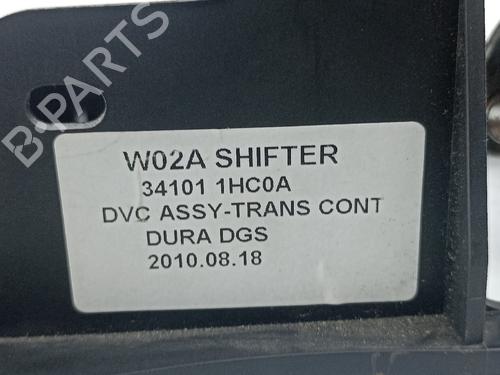 B-PARTS
W02A SHIFTER
34101 1HC0A
DVC ASSY-TRANS CONT
DURA DGS
2010.08.18